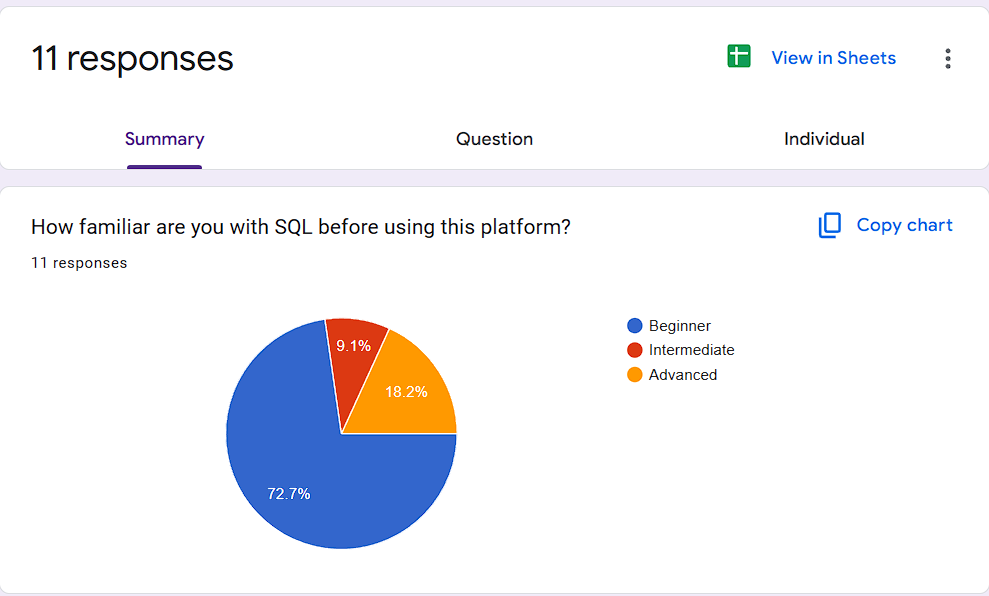 11 responses
View in Sheets
Summary
Question
Individual
How familiar are you with SQL before using this platform?
Copy chart
11 responses
9.1%
18.2%
72.7%
Beginner
Intermediate
Advanced